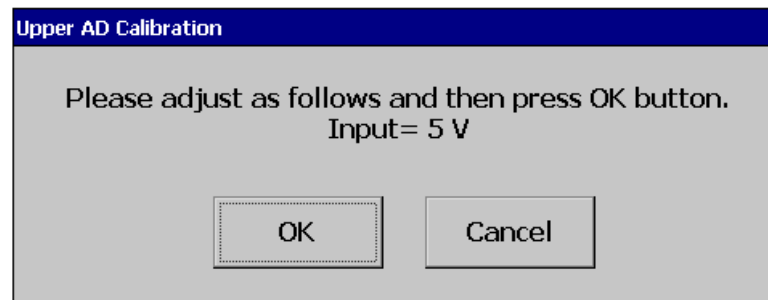 Upper AD Calibration
Please adjust as follows and then press OK button.
Input= 5 V
OK
Cancel